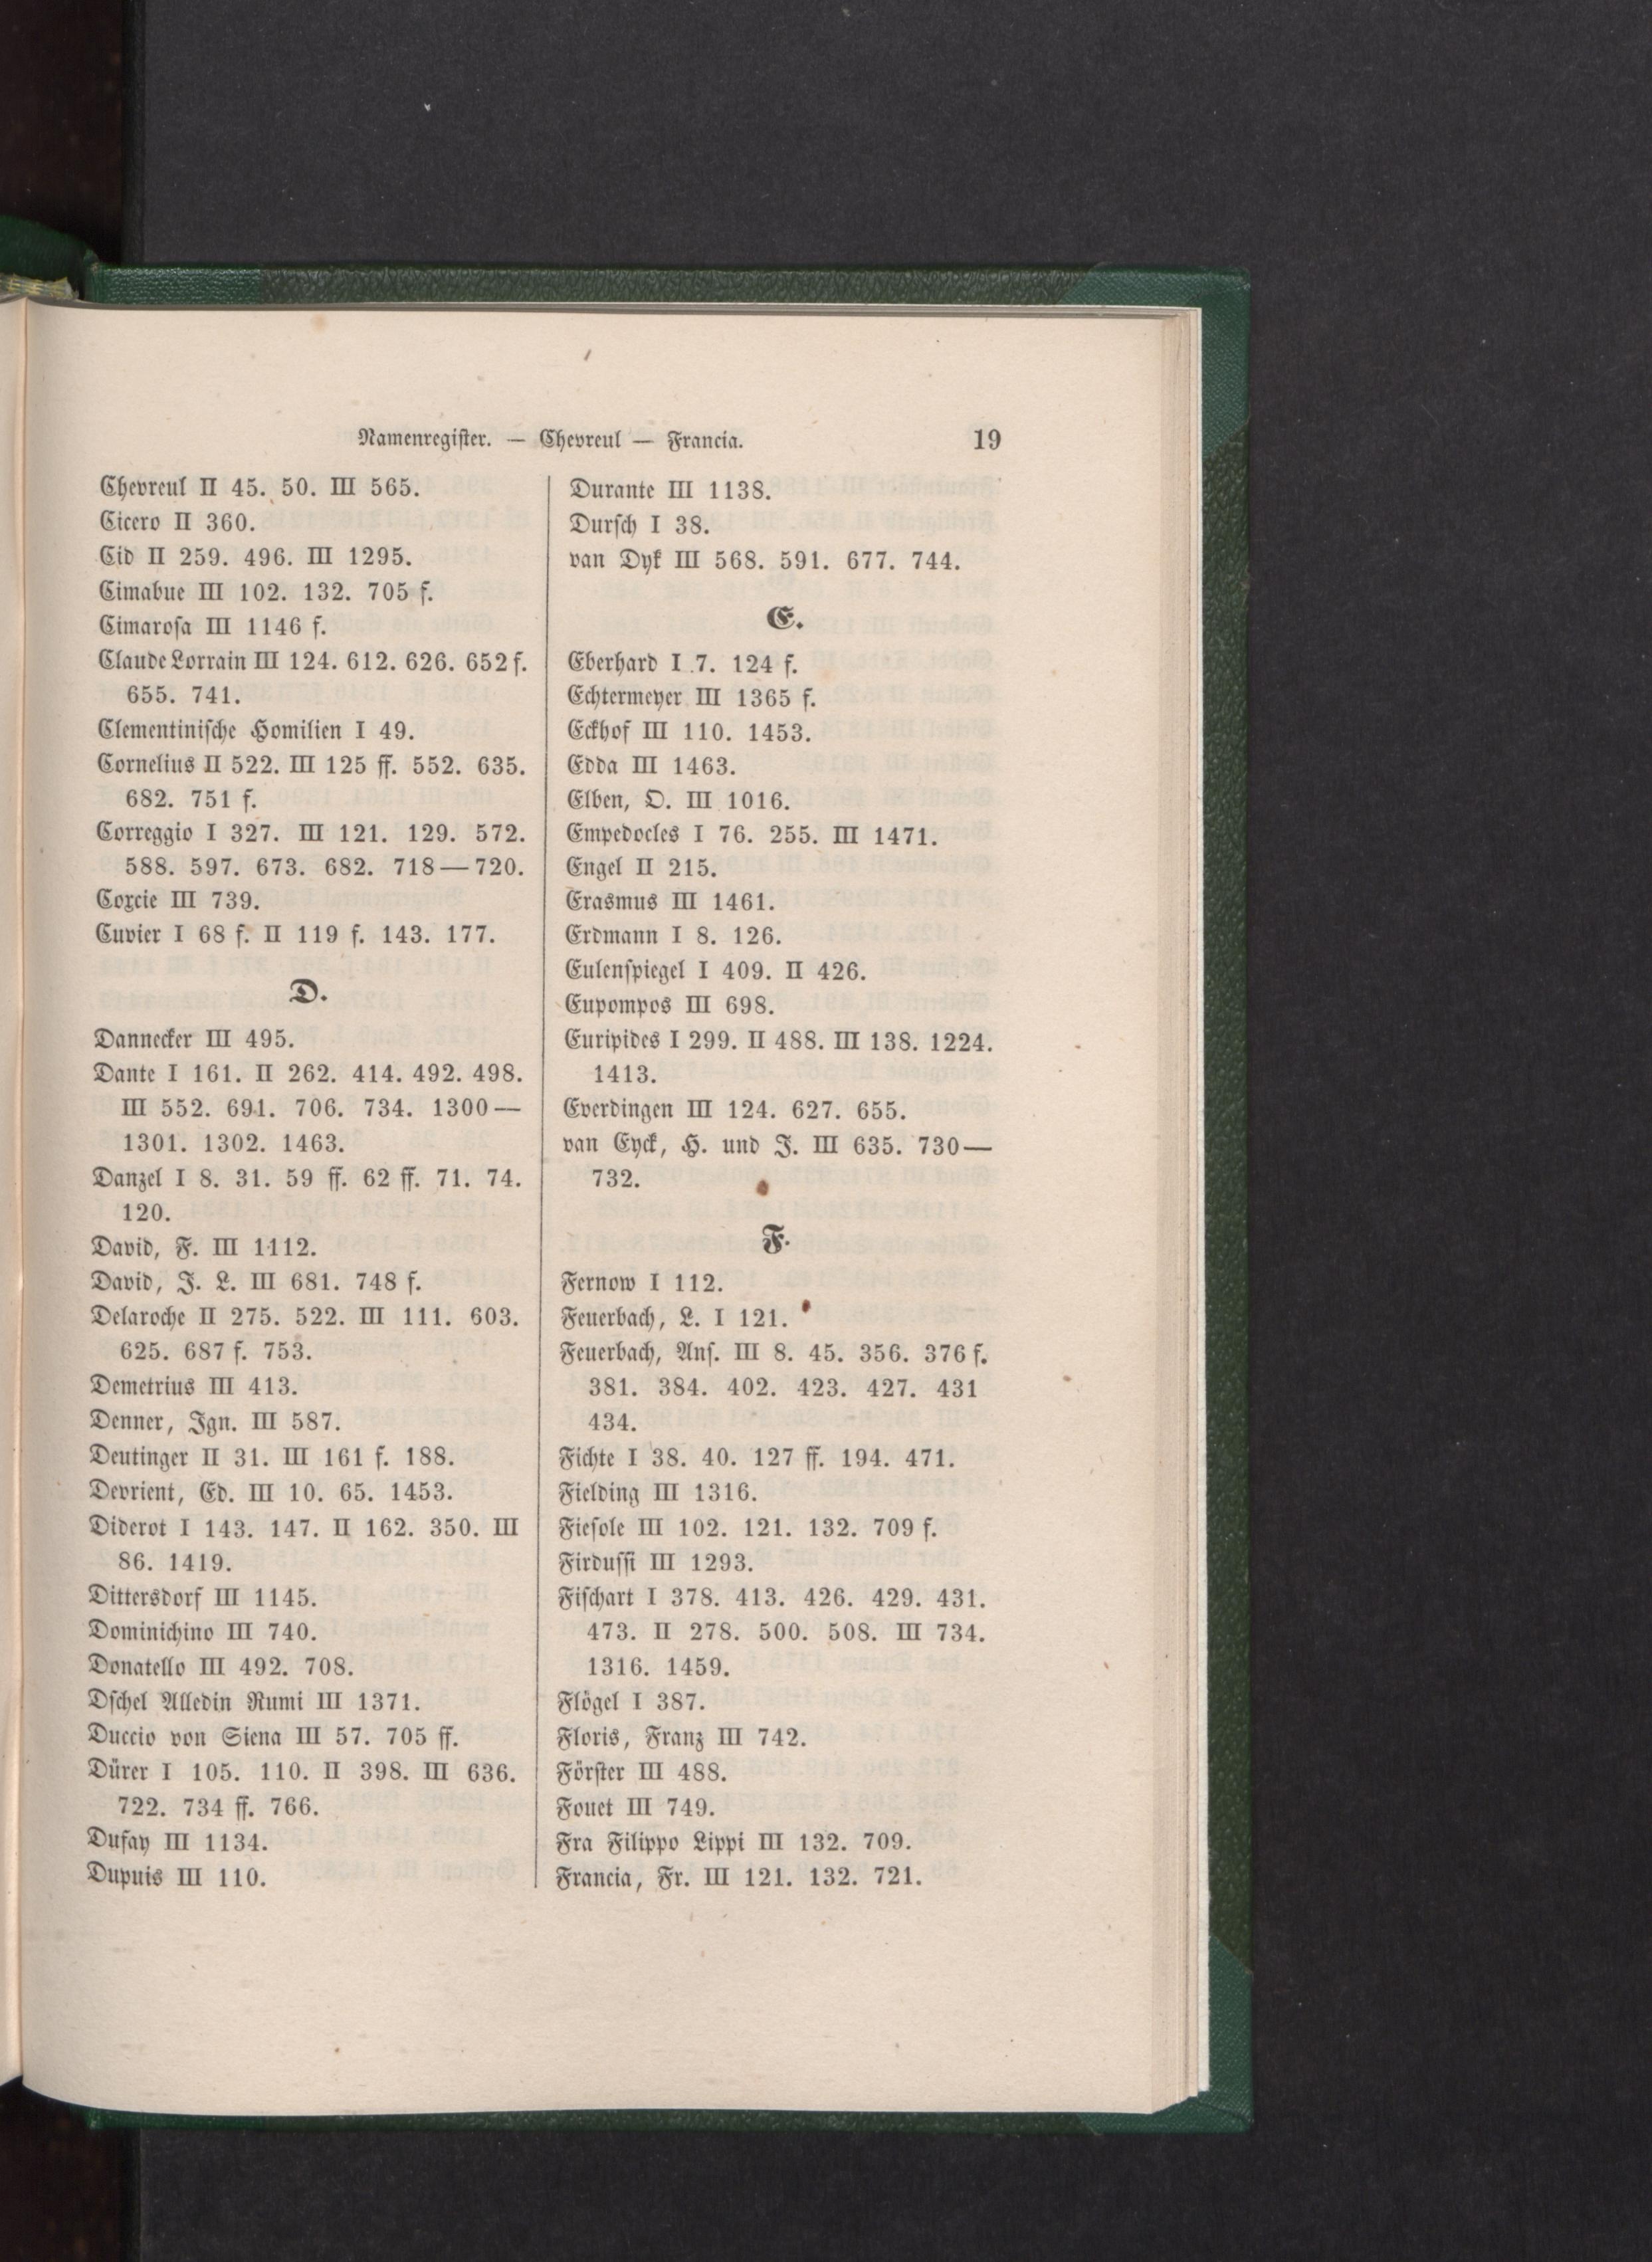 Namenregister. — Chevreul — Francia. 19
Chevreul II 45. 50. III 565.
Cicero II 360.
Cid II 259. 496. III 1295.
Cimabue III 102. 132. 705 f.
Cimaroſa III 1146 f.
Claude Lorrain III 124. 612. 626. 652 f.
655. 741.
Clementiniſche Homilien I 49.
Cornelius II 522. III 125 ff. 552. 635.
682. 751 f.
Correggio I 327. III 121. 129. 572.
588. 597. 673. 682. 718—720.
Coxcie III 739.
Cuvier I 68 f. II 119 f. 143. 177.
D.
Dannecker III 495.
Dante I 161. II 262. 414. 492. 498.
III 552. 691. 706. 734. 1300—
1301. 1302. 1463.
Danzel I 8. 31. 59 ff. 62 ff. 71. 74.
120.
David, F. III 1112.
David, J. L. III 681. 748 f.
Delaroche II 275. 522. III 111. 603.
625. 687 f. 753.
Demetrius III 413.
Denner, Ign. III 587.
Deutinger II 31. III 161 f. 188.
Devrient, Ed. III 10. 65. 1453.
Diderot I 143. 147. II 162. 350. III
86. 1419.
Dittersdorf III 1145.
Dominichino III 740.
Donatello III 492. 708.
Dſchel Alledin Rumi III 1371.
Duccio von Siena III 57. 705 ff.
Dürer I 105. 110. II 398. III 636.
722. 734 ff. 766.
Dufay III 1134.
Dupuis III 110.
Durante III 1138.
Durſch I 38.
van Dyk III 568. 591. 677. 744.
E.
Eberhard I 7. 124 f.
Echtermeyer III 1365 f.
Eckhof III 110. 1453.
Edda III 1463.
Elben, O. III 1016.
Empedocles I 76. 255. III 1471.
Engel II 215.
Erasmus III 1461.
Erdmann I 8. 126.
Eulenſpiegel I 409. II 426.
Eupompos III 698.
Euripides I 299. II 488. III 138. 1224.
1413.
Everdingen III 124. 627. 655.
van Eyck, H. und J. III 635. 730—
732.
F.
Fernow I 112.
Feuerbach, L. I 121.
Feuerbach, Anſ. III 8. 45. 356. 376 f.
381. 384. 402. 423. 427. 431
434.
Fichte I 38. 40. 127 ff. 194. 471.
Fielding III 1316.
Fieſole III 102. 121. 132. 709 f.
Firduſſi III 1293.
Fiſchart I 378. 413. 426. 429. 431.
473. II 278. 500. 508. III 734.
1316. 1459.
Flögel I 387.
Floris, Franz III 742.
Förſter III 488.
Fouet III 749.
Fra Filippo Lippi III 132. 709.
Francia, Fr. III 121. 132. 721.